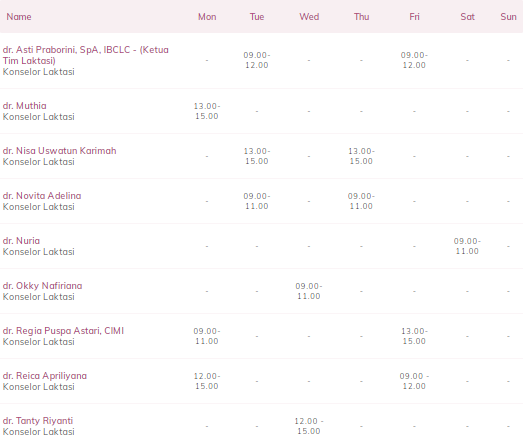 Name Mon Tue Wed Thu Fri Sat Sun
dr. Asti Praborini, SpA, IBCLC - (Ketua
Tim Laktasi)
Konselor Laktasi
- 09.00-
12.00 - - 09.00-
12.00 - -
dr. Muthia
Konselor Laktasi
13.00-
15.00 - - - - - -
dr. Nisa Uswatun Karimah
Konselor Laktasi
- 13.00-
15.00 - 13.00-
15.00 - - -
dr. Novita Adelina
Konselor Laktasi
- 09.00-
11.00 - 09.00-
11.00 - - -
dr. Nuria
Konselor Laktasi
- - - - - 09.00-
11.00 -
dr. Okky Nafiriana
Konselor Laktasi
- - 09.00-
11.00 - - - -
dr. Regia Puspa Astari, CIMI
Konselor Laktasi
09.00-
11.00 - - - 13.00-
15.00 - -
dr. Reica Apriliyana
Konselor Laktasi
12.00-
15.00 - - - 09.00 -
12.00 - -
dr. Tanty Riyanti
Konselor Laktasi
- - 12.00 -
15.00 - - - -